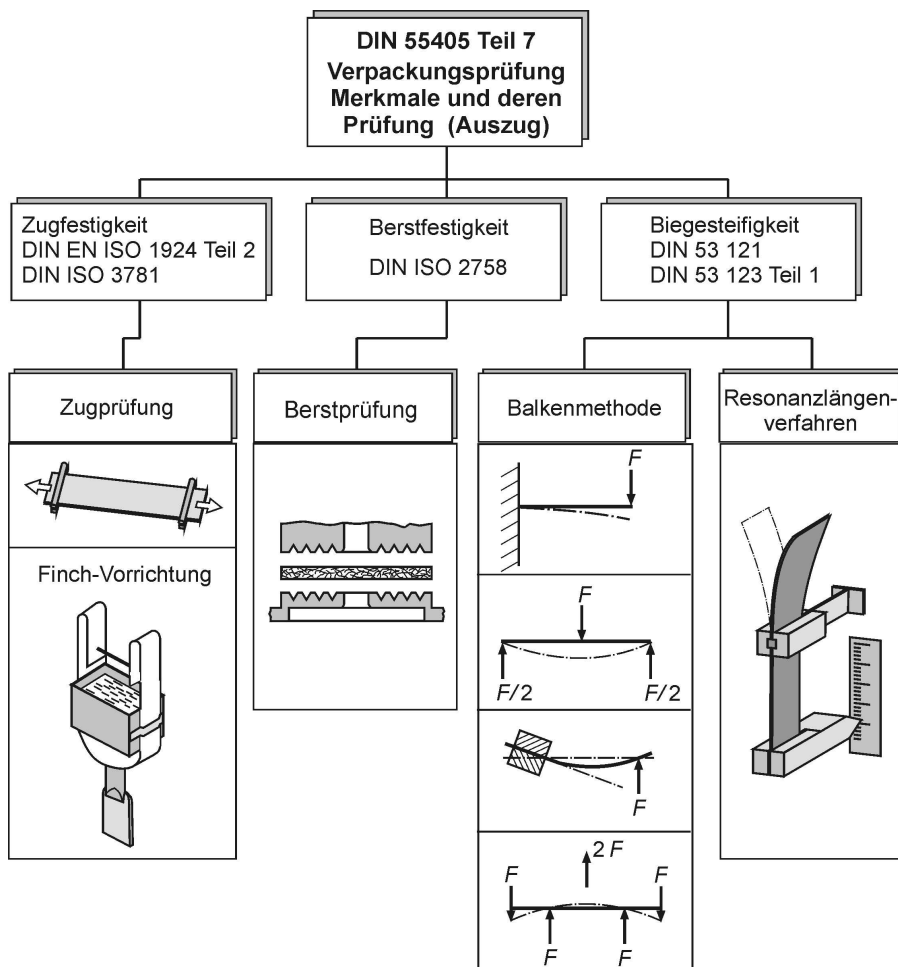 DIN 55405 Teil 7
Verpackungsprüfung
Merkmale und deren
Prüfung (Auszug)
Zugfestigkeit
DIN EN ISO 1924 Teil 2
DIN ISO 3781
Berstfestigkeit
DIN ISO 2758
Biegesteifigkeit
DIN 53 121
DIN 53 123 Teil 1
Zugprüfung
Finch-Vorrichtung
Berstprüfung
Balkenmethode
F
F
F/2 F/2
F
2 F
F F
F F
Resonanzlängen-
verfahren